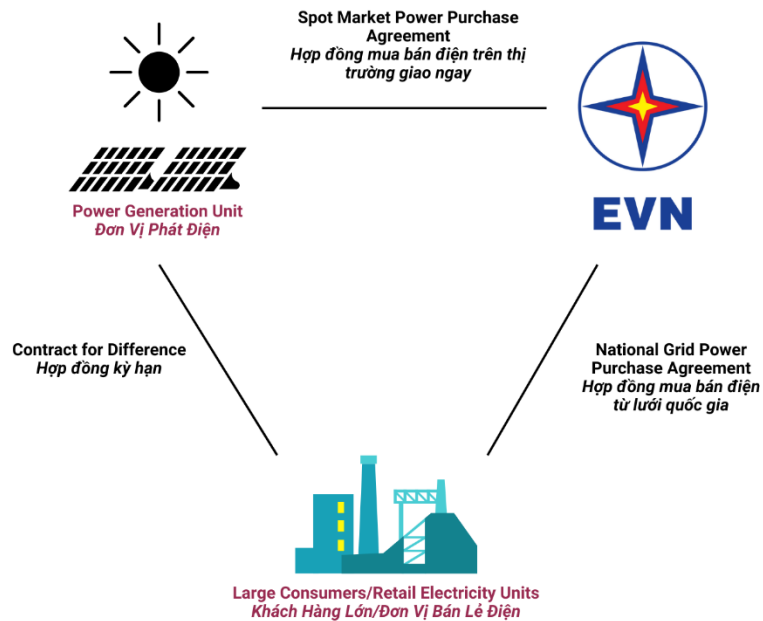 Spot Market Power Purchase
Agreement
Hợp đồng mua bán điện trên thị
trường giao ngay
EVN
Power Generation Unit
Đơn Vị Phát Điện
Contract for Difference
Hợp đồng kỳ hạn
National Grid Power
Purchase Agreement
Hợp đồng mua bán điện
từ lưới quốc gia
Large Consumers/Retail Electricity Units
Khách Hàng Lớn/Đơn Vị Bán Lẻ Điện